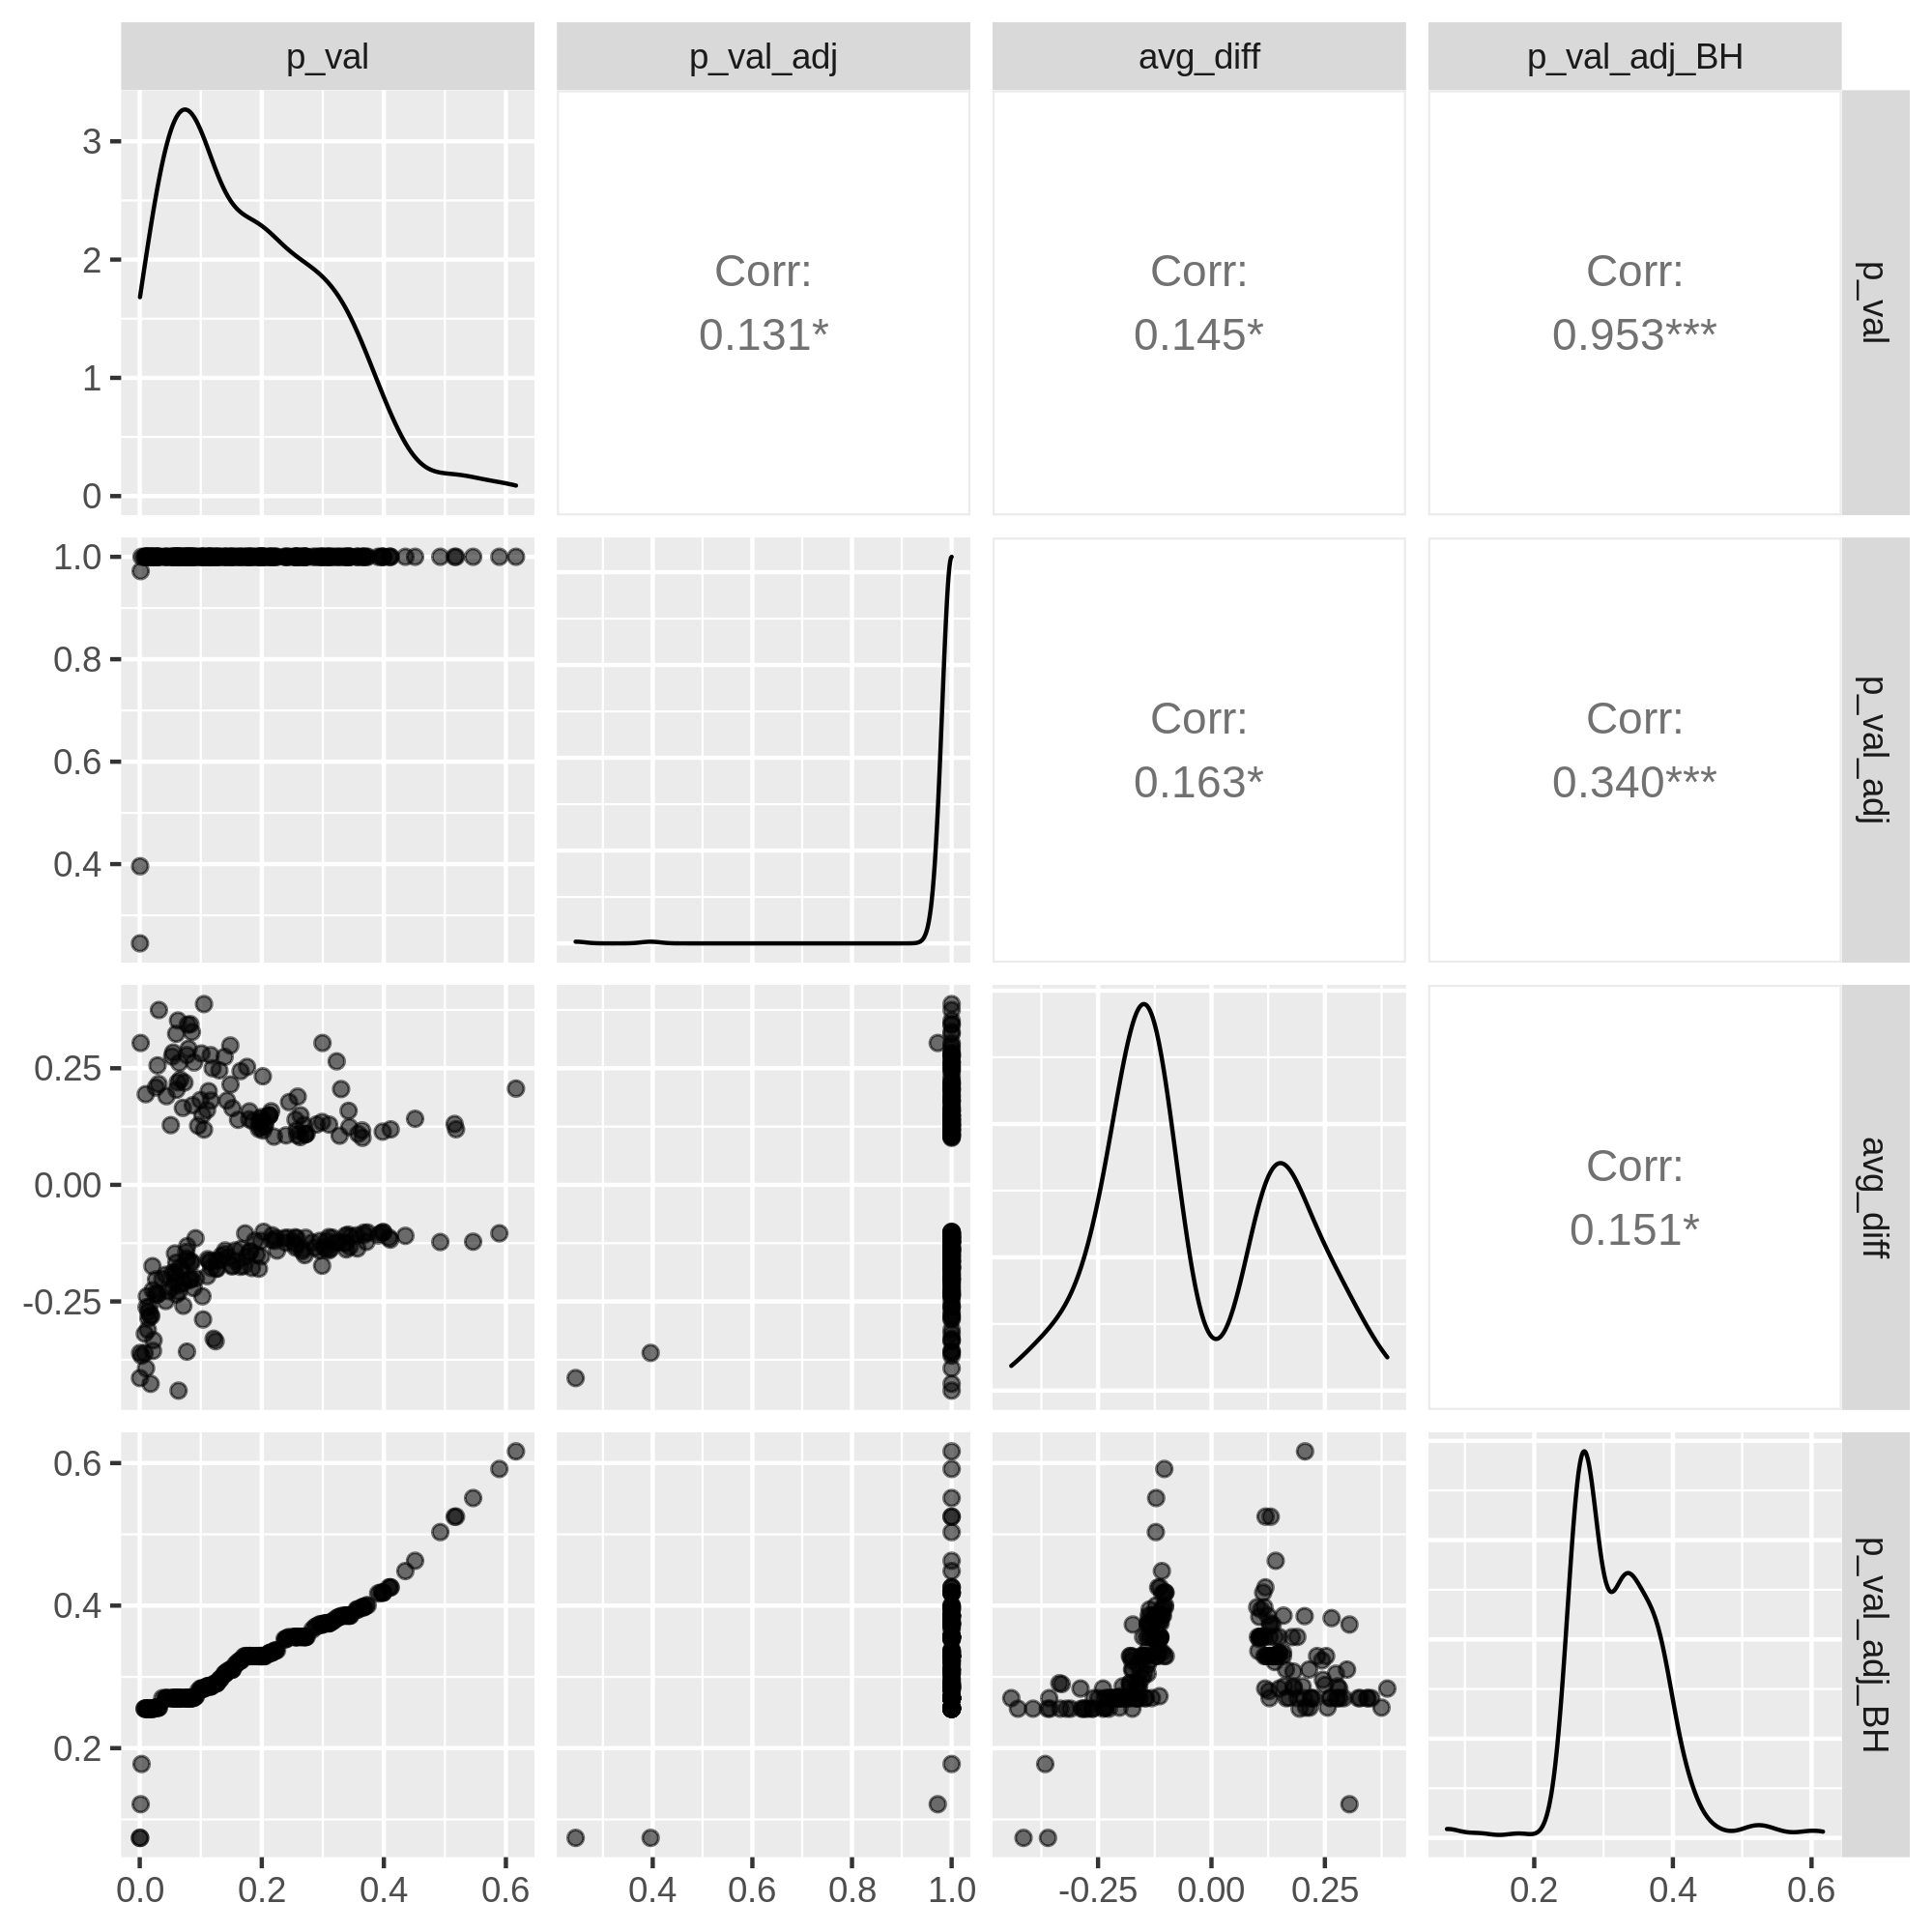 p_val
p_val_adj
avg_diff
p_val_adj_BH
3
2
1
0
Corr:
0.131*
Corr:
0.145*
Corr:
0.953***
p_val
1.0
0.8
0.6
0.4
Corr:
0.163*
Corr:
0.340***
p_val_adj
0.25
0.00
-0.25
Corr:
0.151*
avg_diff
0.6
0.4
0.2
p_val_adj_BH
0.0 0.2 0.4 0.6
0.4 0.6 0.8 1.0
-0.25 0.00 0.25
0.2 0.4 0.6